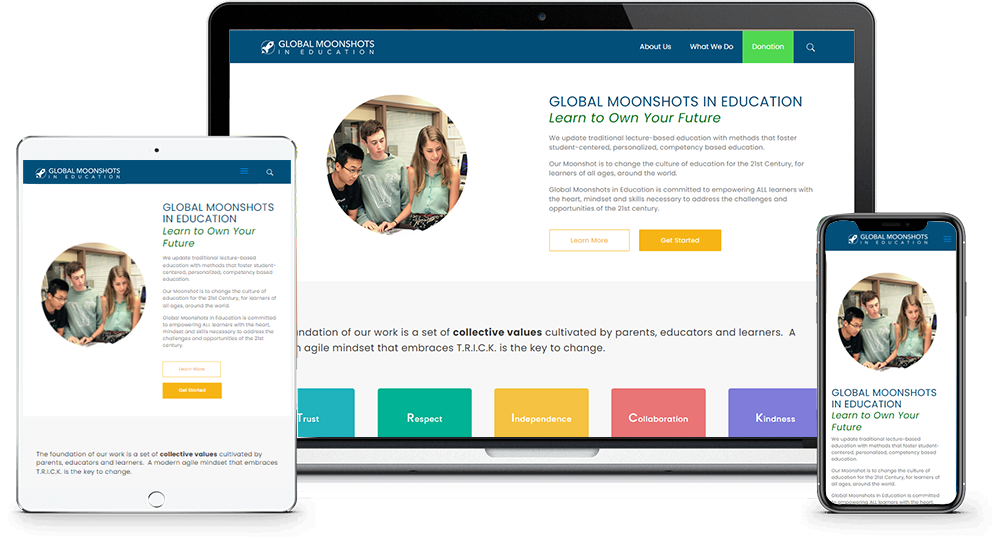 GLOBAL MOONSHOTS
IN EDUCATION
About Us
What We Do
Donation
GLOBAL MOONSHOTS IN EDUCATION
Learn to Own Your Future
We update traditional lecture-based education with methods that foster
student-centered, personalized, competency based education.
Our Moonshot is to change the culture of education for the 21st Century, for
learners of all ages, around the world.
Global Moonshots in Education is committed to empowering ALL learners with
the heart, mindset and skills necessary to address the challenges and
opportunities of the 21st century.
Learn More
Get Started
undation of our work is a set of collective values cultivated by parents, educators and learners. A
agile mindset that embraces T.R.I.C.K. is the key to change.
Trust
Respect
Independence
Collaboration
Kindness
GLOBAL MOONSHOTS
IN EDUCATION
GLOBAL MOONSHOTS
IN EDUCATION
Learn to Own Your
Future
We update traditional lecture-based
education with methods that foster student-
centered, personalized, competency based
education.
Our Moonshot is to change the culture of
education for the 21st Century, for learners of
all ages, around the world.
Global Moonshots in Education is committed
to empowering ALL learners with the heart,
mindset and skills necessary to address the
challenges and opportunities of the 21st
century.
Learn More
Get Started
The foundation of our work is a set of collective values cultivated by
parents, educators and learners. A modern agile mindset that embraces
T.R.I.C.K. is the key to change.
GLOBAL MOONSHOTS
IN EDUCATION
GLOBAL MOONSHOTS
IN EDUCATION
Learn to Own Your
Future
We update traditional lecture-based
education with methods that foster student-
centered, personalized, competency based
education.
Our Moonshot is to change the culture of
education for the 21st Century, for learners of
all ages, around the world.
Global Moonshots in Education is committed
to empowering ALL learners with the heart,